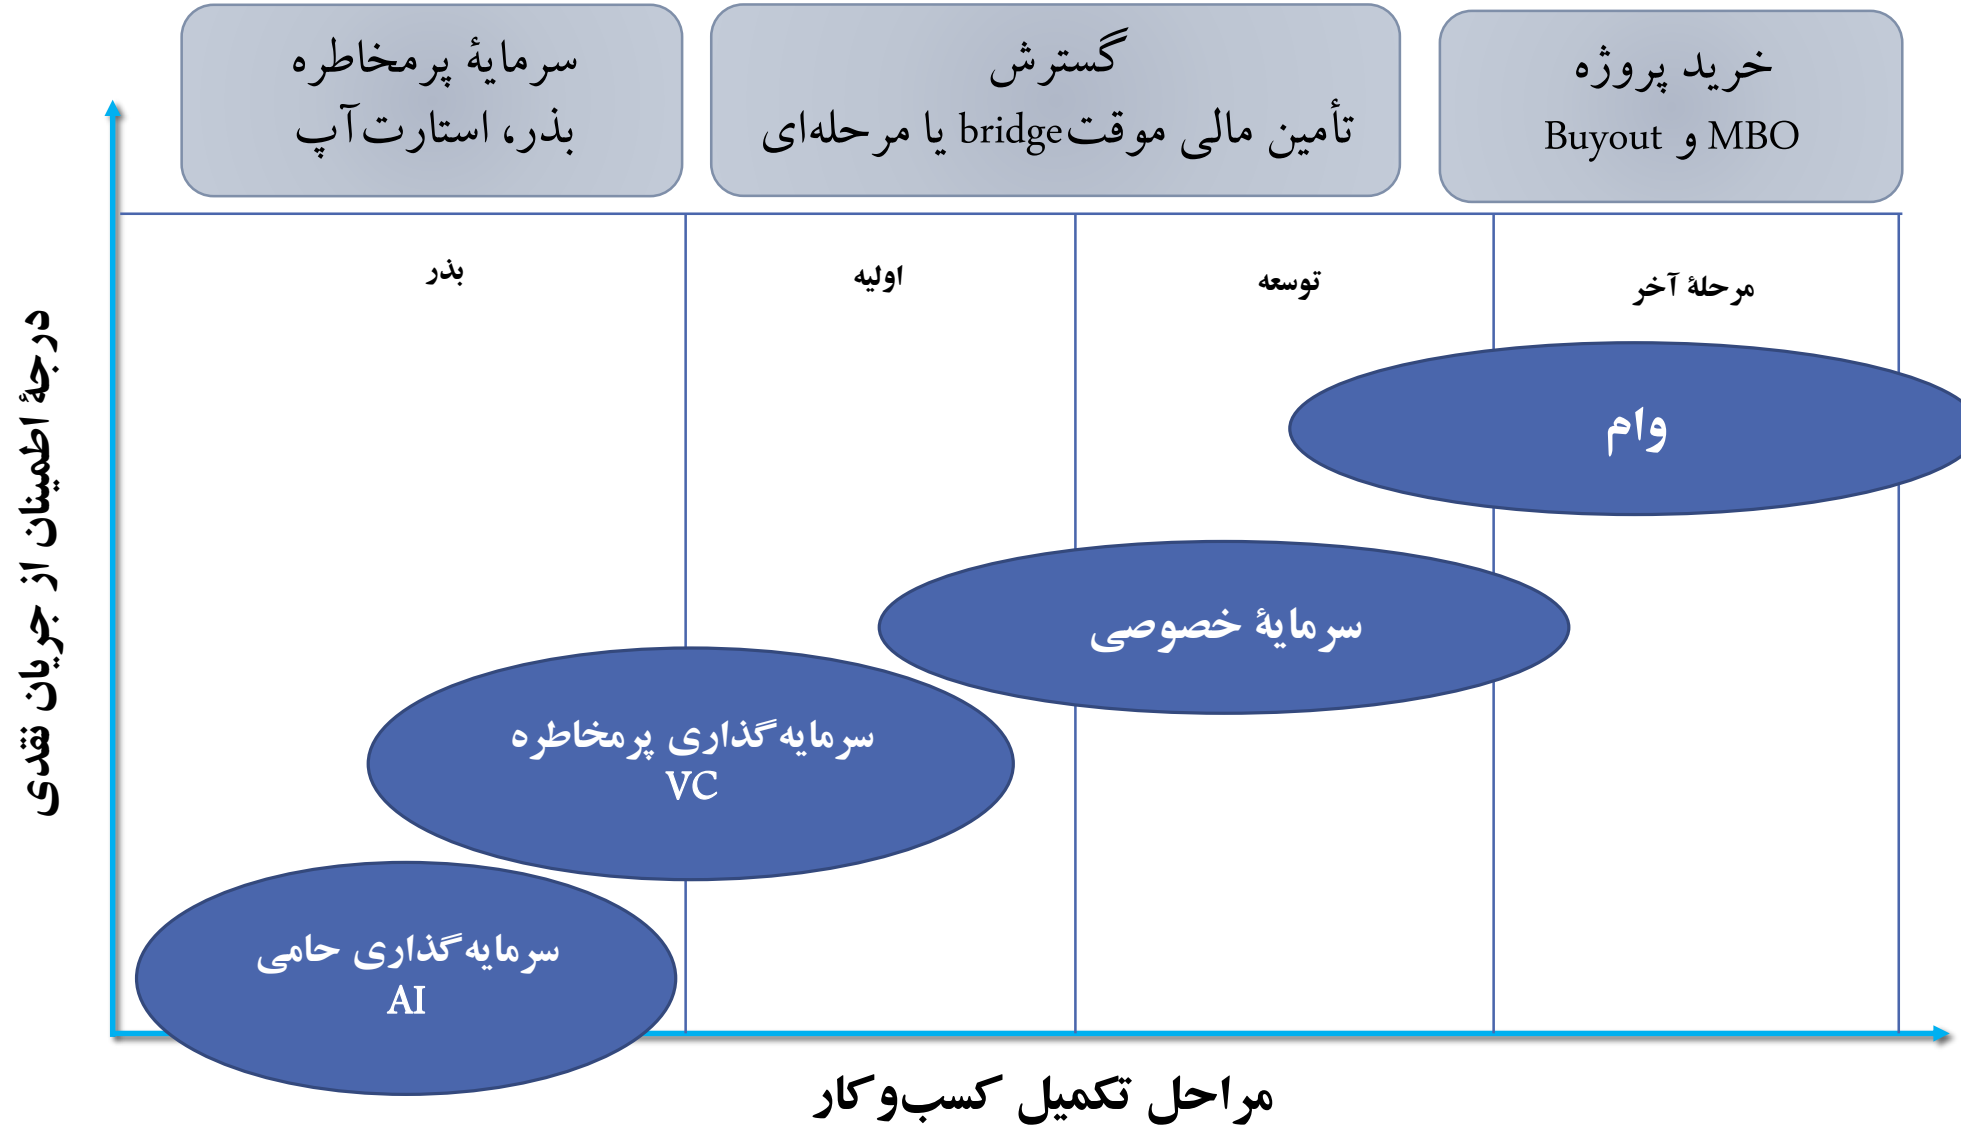 سرمایهٔ پرمخاطره
بذر، استارت‌آپ
گسترش
تأمین مالی موقت bridge یا مرحله‌ای
خرید پروژه
MBO و Buyout
بذر
اولیه
توسعه
مرحلهٔ آخر
درجهٔ اطمینان از جریان نقدی
وام
سرمایهٔ خصوصی
سرمایه‌گذاری پرمخاطره
VC
سرمایه‌گذاری حامی
AI
مراحل تکمیل کسب‌وکار